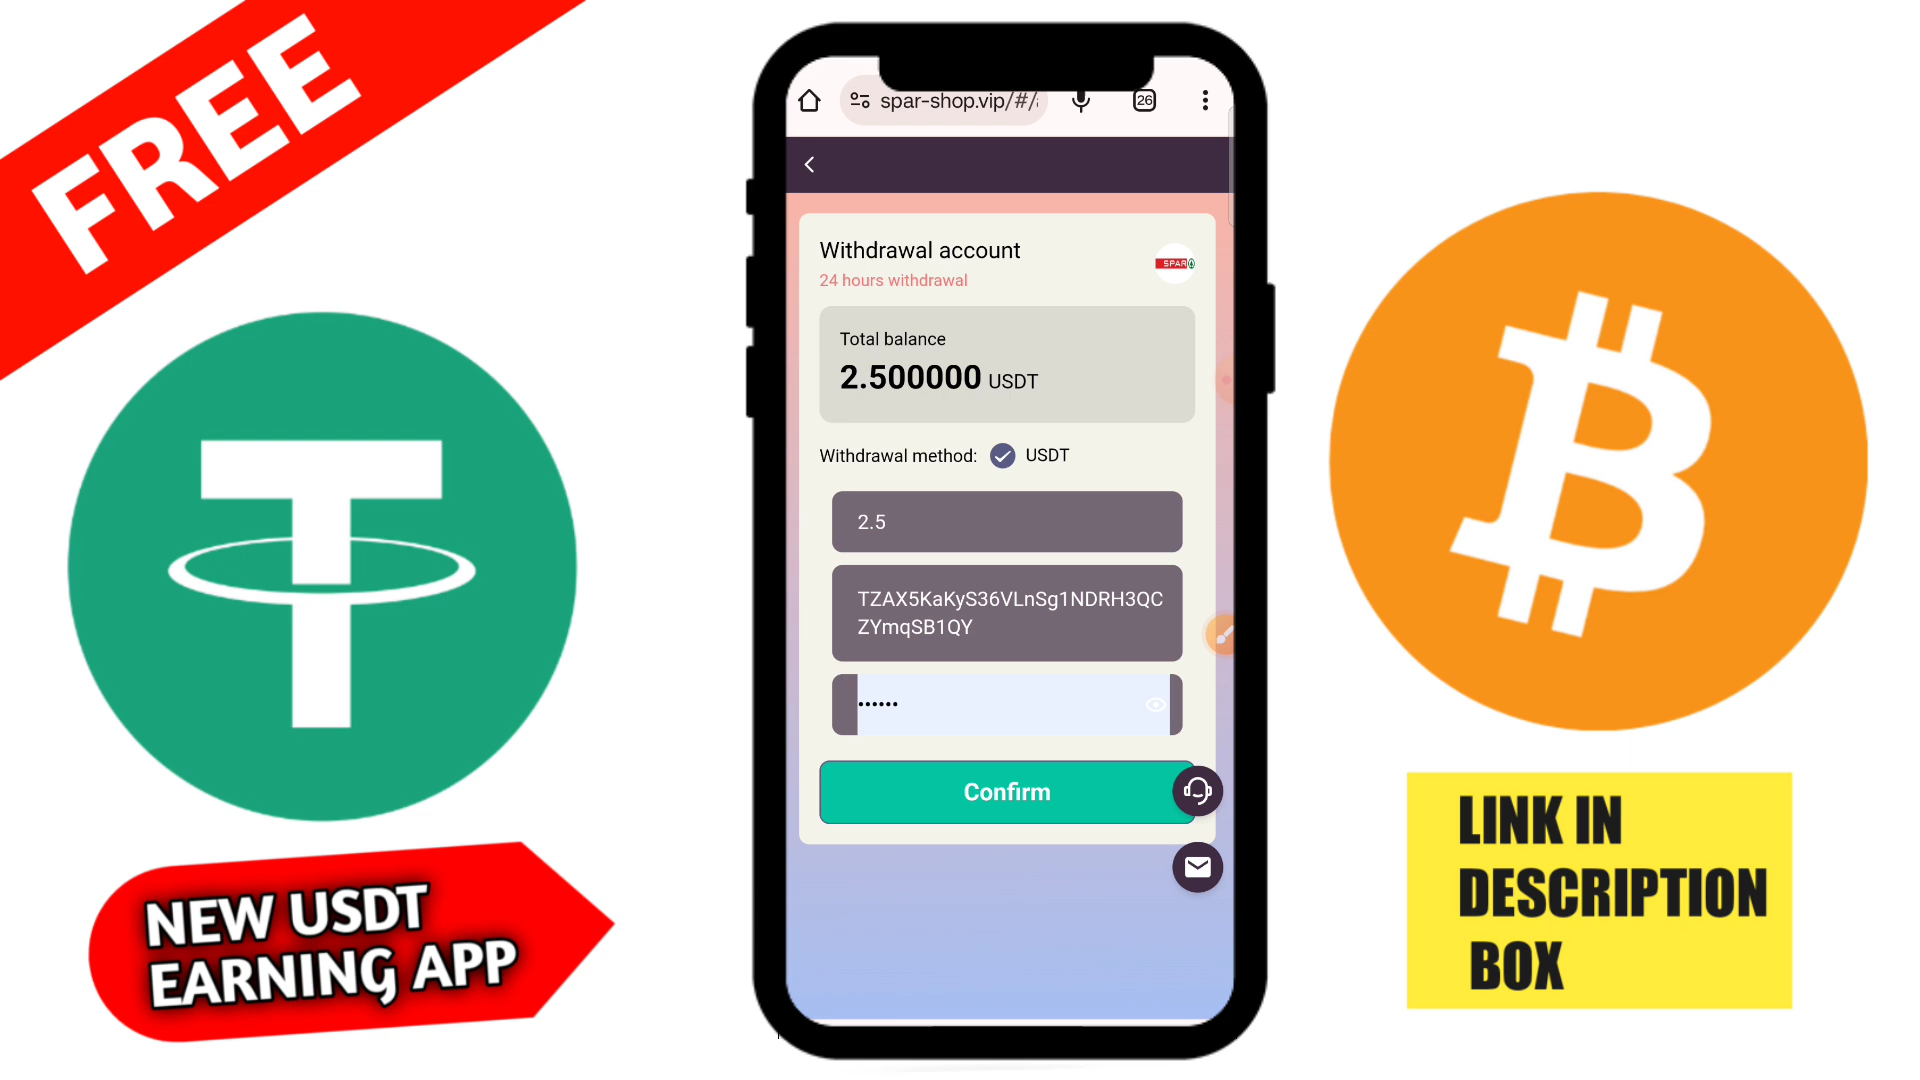 FREE
spar-shop.vip/#/
26
Withdrawal account
24 hours withdrawal
SPAR
Total balance
2.500000 USDT
Withdrawal method: USDT
2.5
TZAX5KaKyS36VLnSg1NDRH3QC
ZYmqSB1QY
••••••
Confirm
NEW USDT
EARNING APP
LINK IN
DESCRIPTION
BOX